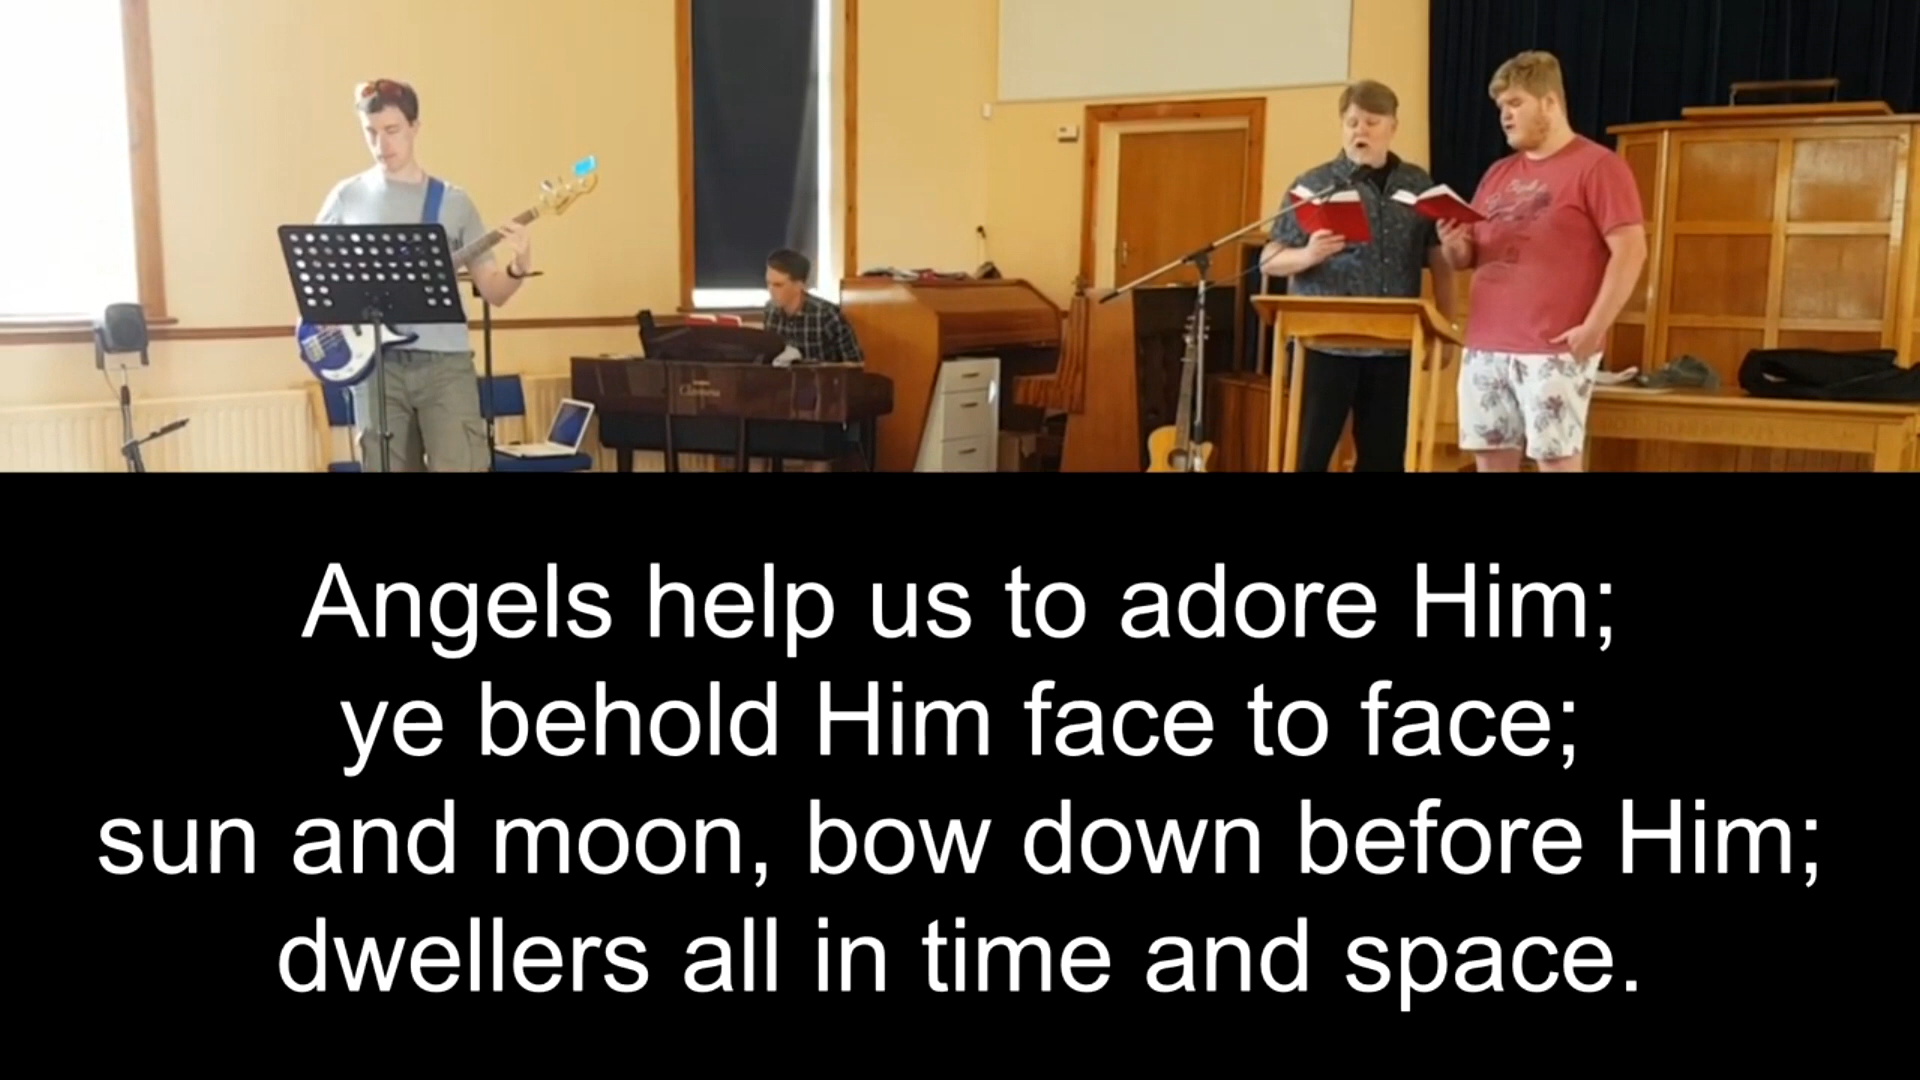 Clavinova
Angels help us to adore Him;
ye behold Him face to face;
sun and moon, bow down before Him;
dwellers all in time and space.